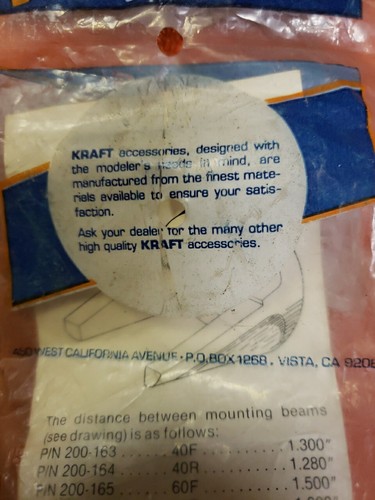 KRAFT accessories, designed with
the modeler's needs in mind, are
manufactured from the finest mate-
rials available to ensure your satis-
faction.
Ask your dealer for the many other
high quality KRAFT accessories.
WEST CALIFORNIA AVENUE • P.O. BOX 1268 • VISTA, CA 920
The distance between mounting beams
(see drawing) is as follows:
P/N 200-163 ...... 40F .......... 1.300"
P/N 200-164 ...... 40R .......... 1.280"
P/N 200-165 ...... 60F .......... 1.500"